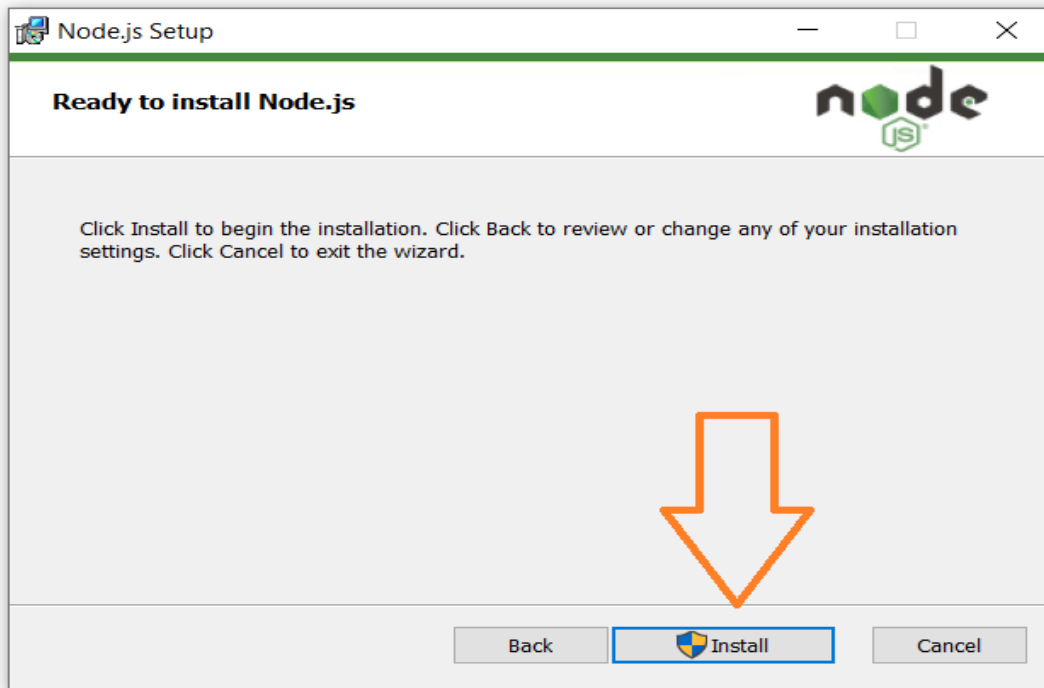 Node.js Setup
Ready to install Node.js
node
JS
Click Install to begin the installation. Click Back to review or change any of your installation
settings. Click Cancel to exit the wizard.
Back
Install
Cancel